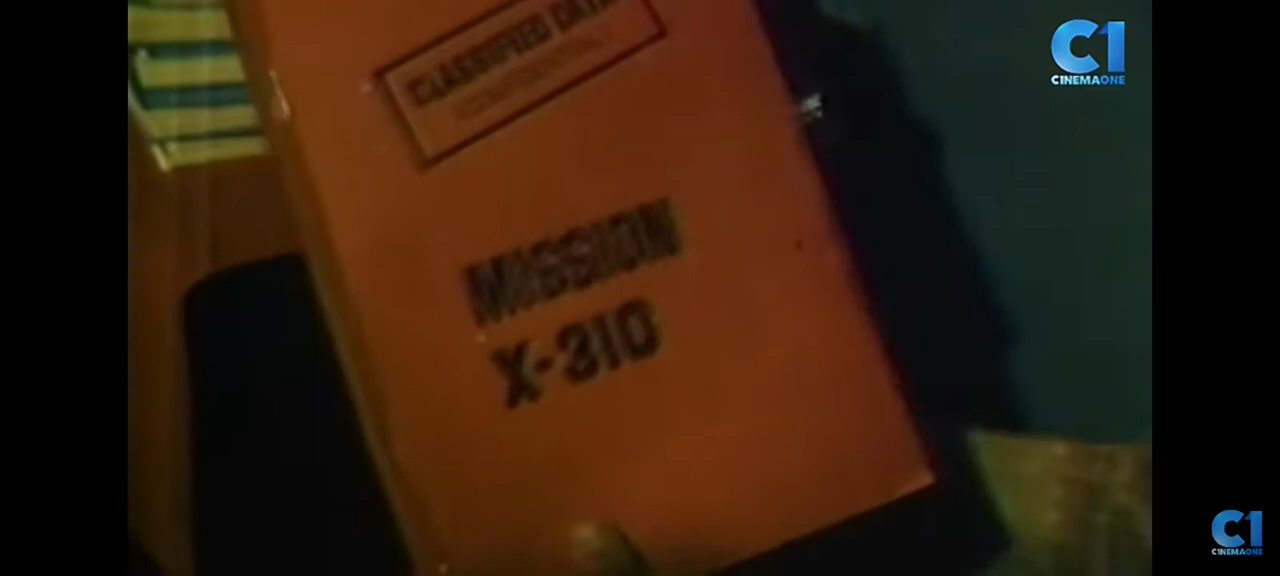 CLASSIFIED DATA
C1
CINEMAONE
MISSION
X-310
C1
CINEMAONE